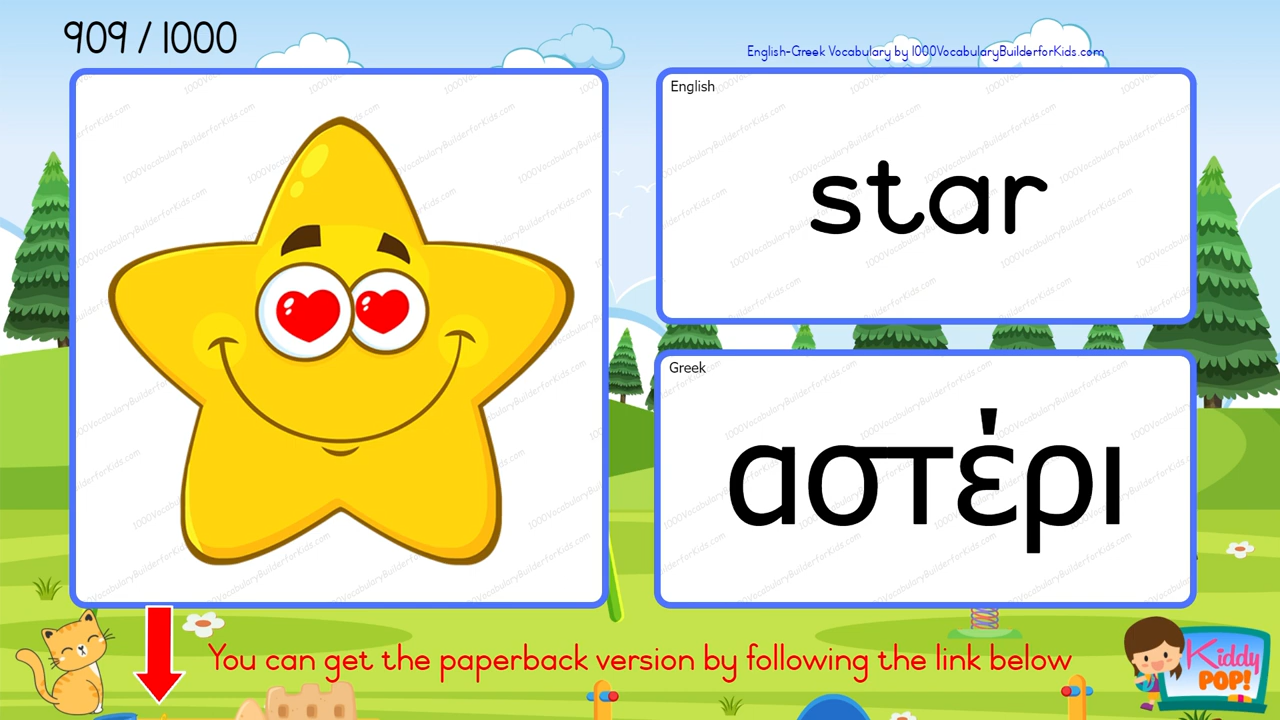 909 / 1000
English-Greek Vocabulary by 1000VocabularyBuilderforKids.com
English
star
Greek
αστέρι
You can get the paperback version by following the link below
Kiddy
POP!